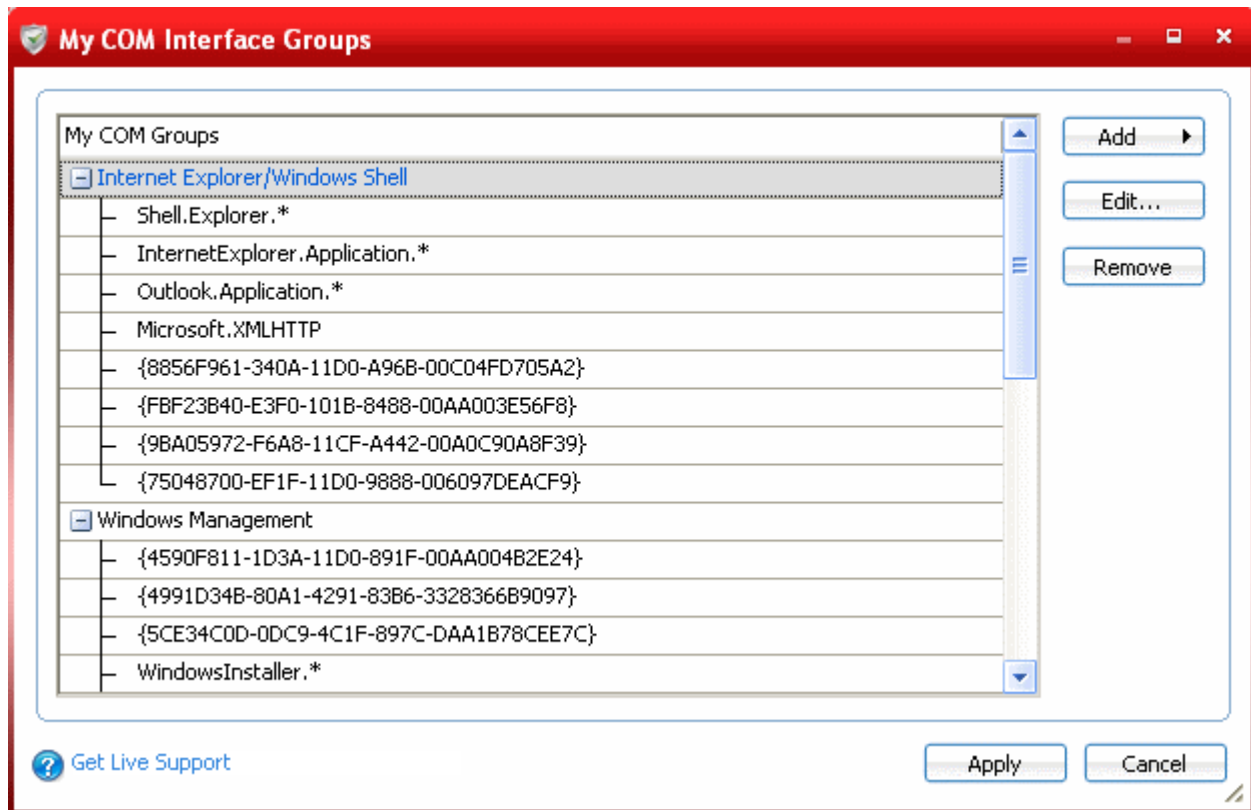 My COM Interface Groups
My COM Groups
Add
Internet Explorer/Windows Shell
Shell.Explorer.*
Edit...
InternetExplorer.Application.*
Remove
Outlook.Application.*
Microsoft.XMLHTTP
{8856F961-340A-11D0-A96B-00C04FD705A2}
{FBF23B40-E3F0-101B-8488-00AA003E56F8}
{9BA05972-F6A8-11CF-A442-00A0C90A8F39}
{75048700-EF1F-11D0-9888-006097DEACF9}
Windows Management
{4590F811-1D3A-11D0-891F-00AA004B2E24}
{4991D34B-80A1-4291-83B6-3328366B9097}
{5CE34C0D-0DC9-4C1F-897C-DAA1B78CEE7C}
WindowsInstaller.*
Get Live Support
Apply
Cancel